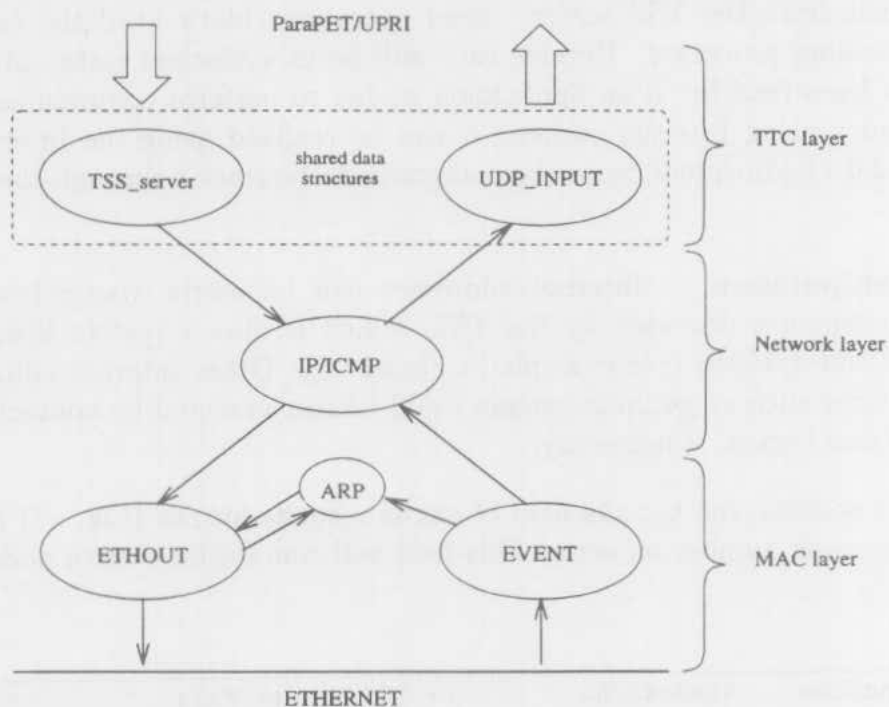 ParaPET/UPRI
TSS_server
shared data
structures
UDP_INPUT
TTC layer
IP/ICMP
Network layer
ARP
ETHOUT
EVENT
MAC layer
ETHERNET